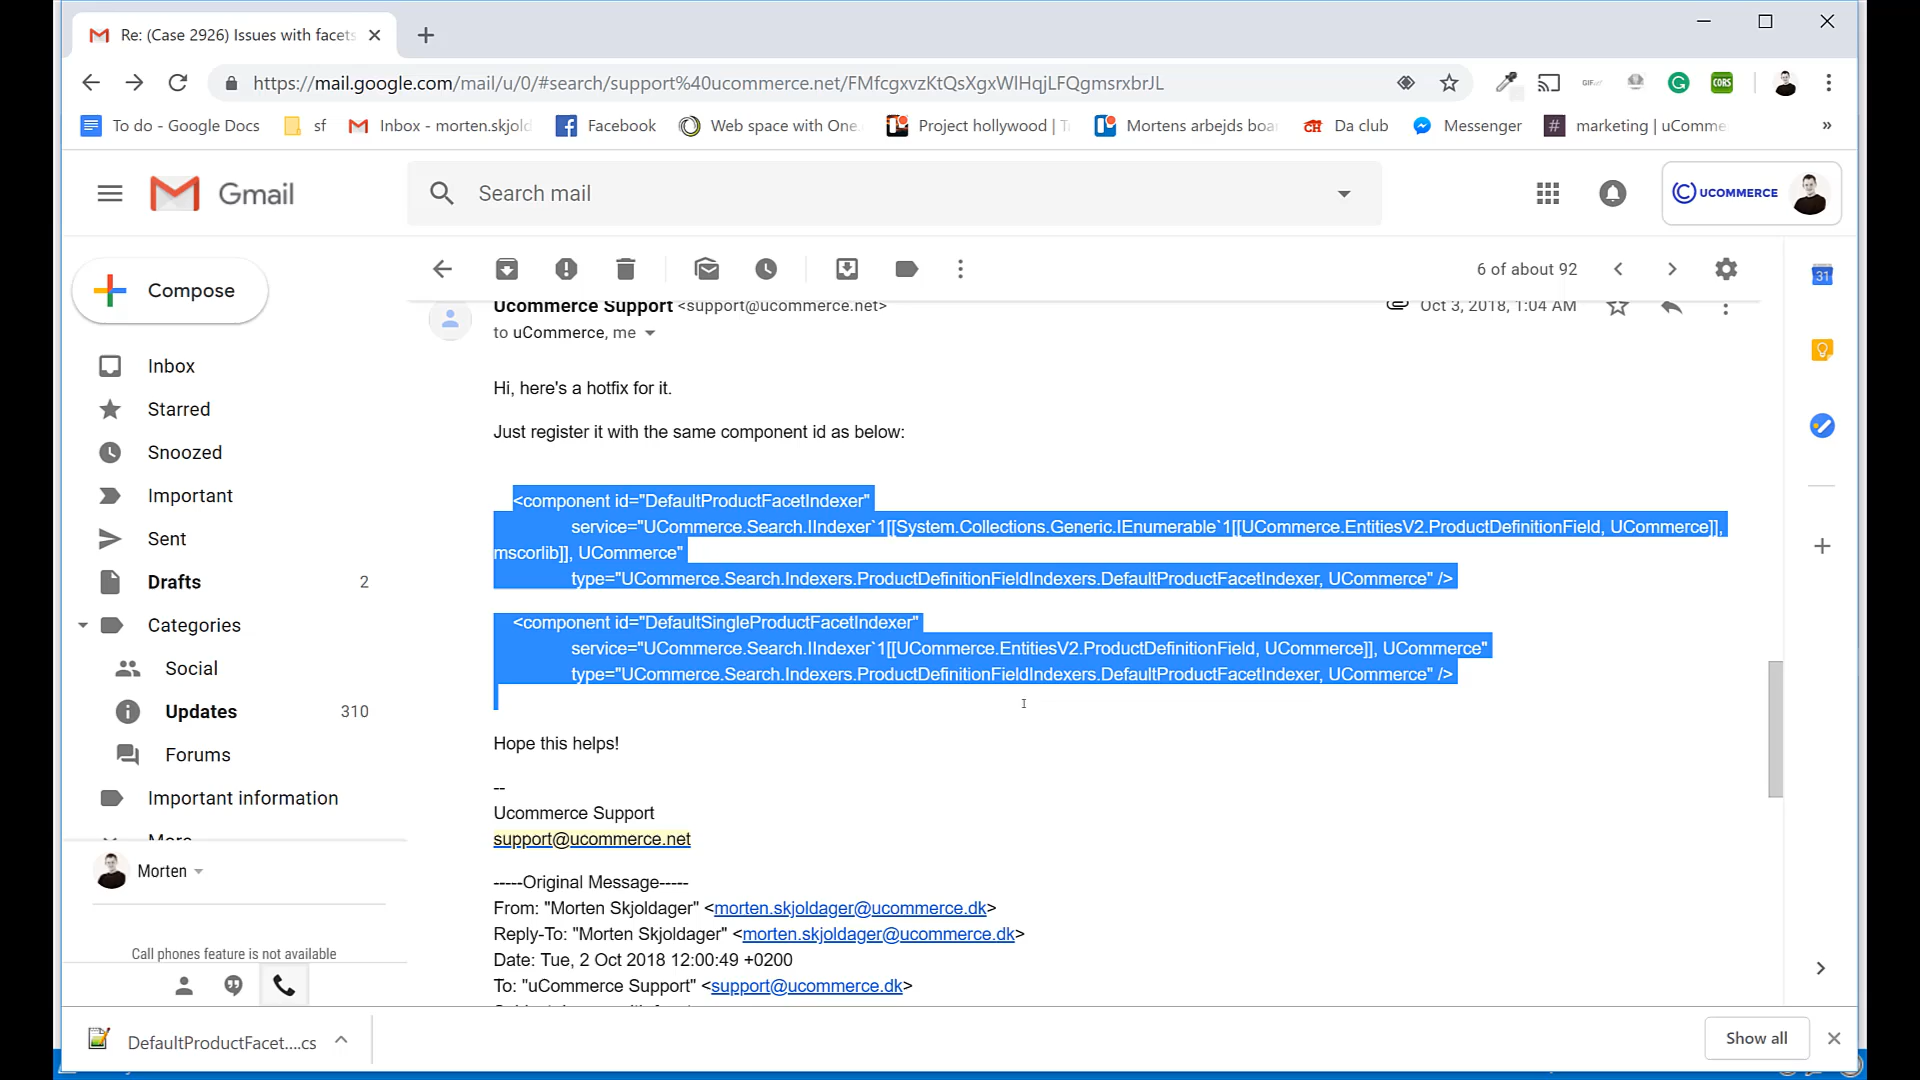 Re: (Case 2926) Issues with facets
https://mail.google.com/mail/u/0/#search/support%40ucommerce.net/FMfcgxvzKtQsXgxWlHqjLFQgmsrxbrJL
GIF
CORS
To do - Google Docs
sf
Inbox - morten.skjold
Facebook
Web space with One.
Project hollywood | T
Mortens arbejds boa
Da club
Messenger
marketing | uComme
»
Gmail
Search mail
UCOMMERCE
Compose
6 of about 92
31
Ucommerce Support <support@ucommerce.net>
Oct 3, 2018, 1:04 AM
to uCommerce, me
Inbox
Starred
Snoozed
Important
Sent
Drafts 2
Categories
Social
Updates 310
Forums
Important information
More
Morten
Call phones feature is not available
Hi, here's a hotfix for it.
Just register it with the same component id as below:
<component id="DefaultProductFacetIndexer"
service="UCommerce.Search.IIndexer`1[[System.Collections.Generic.IEnumerable`1[[UCommerce.EntitiesV2.ProductDefinitionField, UCommerce]],
mscorlib]], UCommerce"
type="UCommerce.Search.Indexers.ProductDefinitionFieldIndexers.DefaultProductFacetIndexer, UCommerce" />
<component id="DefaultSingleProductFacetIndexer"
service="UCommerce.Search.IIndexer`1[[UCommerce.EntitiesV2.ProductDefinitionField, UCommerce]], UCommerce"
type="UCommerce.Search.Indexers.ProductDefinitionFieldIndexers.DefaultProductFacetIndexer, UCommerce" />
Hope this helps!
--
Ucommerce Support
support@ucommerce.net
-----Original Message-----
From: "Morten Skjoldager" <morten.skjoldager@ucommerce.dk>
Reply-To: "Morten Skjoldager" <morten.skjoldager@ucommerce.dk>
Date: Tue, 2 Oct 2018 12:00:49 +0200
To: "uCommerce Support" <support@ucommerce.dk>
DefaultProductFacet....cs
Show all